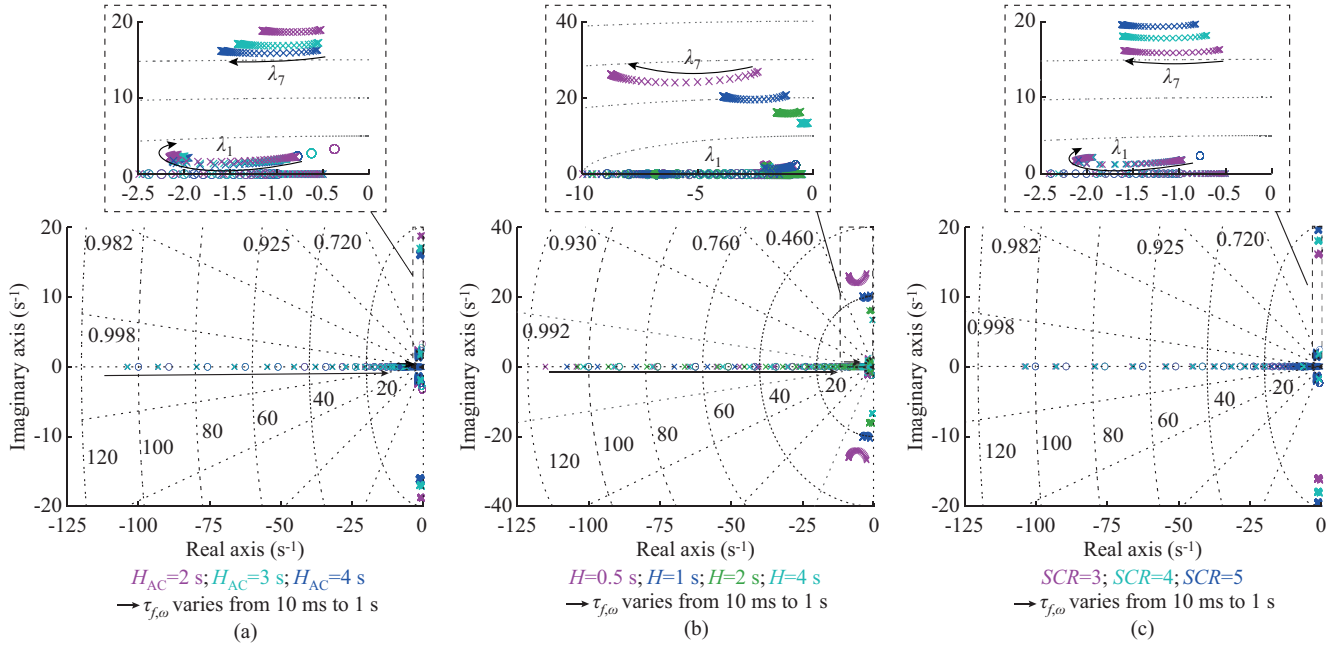 20
10
0
-2.5 -2.0 -1.5 -1.0 -0.5 0
λ7
λ1
20
10
0
-10
-20
-125 -100 -75 -50 -25 0
0.982 0.925 0.720
0.998
120 100 80 60 40 20
Imaginary axis (s-1)
Real axis (s-1)
HAC=2 s; HAC=3 s; HAC=4 s
→ τf,ω varies from 10 ms to 1 s
(a)
40
20
0
-10 -5 0
λ7
λ1
40
20
0
-20
-40
-125 -100 -75 -50 -25 0
0.930 0.760 0.460
0.992
120 100 80 60 40 20
Imaginary axis (s-1)
Real axis (s-1)
H=0.5 s; H=1 s; H=2 s; H=4 s
→ τf,ω varies from 10 ms to 1 s
(b)
20
15
10
5
0
-2.5 -2.0 -1.5 -1.0 -0.5 0
λ7
λ1
20
10
0
-10
-20
-125 -100 -75 -50 -25 0
0.982 0.925 0.720
0.998
120 100 80 60 40 20
Imaginary axis (s-1)
Real axis (s-1)
SCR=3; SCR=4; SCR=5
→ τf,ω varies from 10 ms to 1 s
(c)